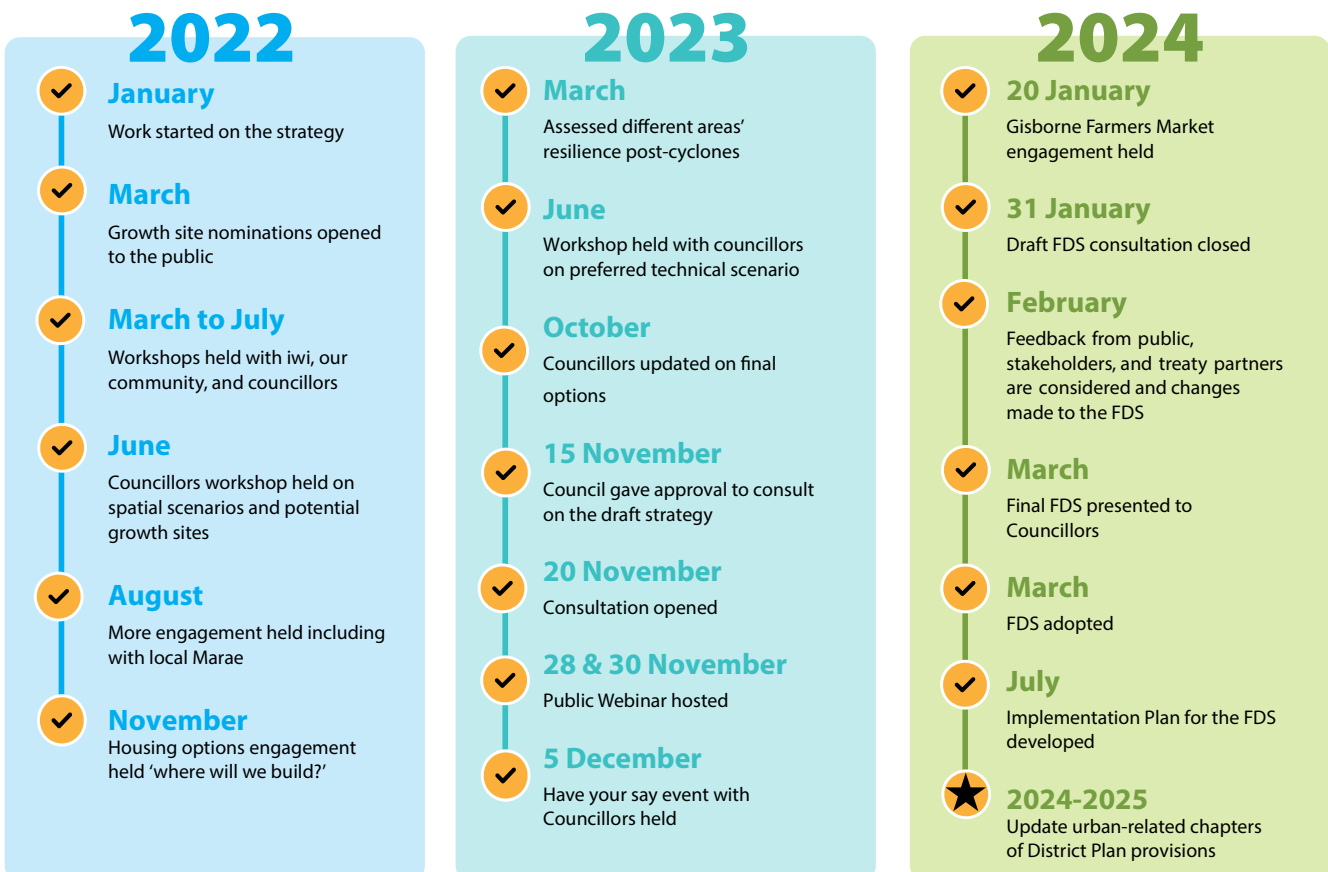 2022
January
Work started on the strategy
March
Growth site nominations opened
to the public
March to July
Workshops held with iwi, our
community, and councillors
June
Councillors workshop held on
spatial scenarios and potential
growth sites
August
More engagement held including
with local Marae
November
Housing options engagement
held ‘where will we build?’
2023
March
Assessed different areas’
resilience post-cyclones
June
Workshop held with councillors
on preferred technical scenario
October
Councillors updated on final
options
15 November
Council gave approval to consult
on the draft strategy
20 November
Consultation opened
28 & 30 November
Public Webinar hosted
5 December
Have your say event with
Councillors held
2024
20 January
Gisborne Farmers Market
engagement held
31 January
Draft FDS consultation closed
February
Feedback from public,
stakeholders, and treaty partners
are considered and changes
made to the FDS
March
Final FDS presented to
Councillors
March
FDS adopted
July
Implementation Plan for the FDS
developed
2024-2025
Update urban-related chapters
of District Plan provisions